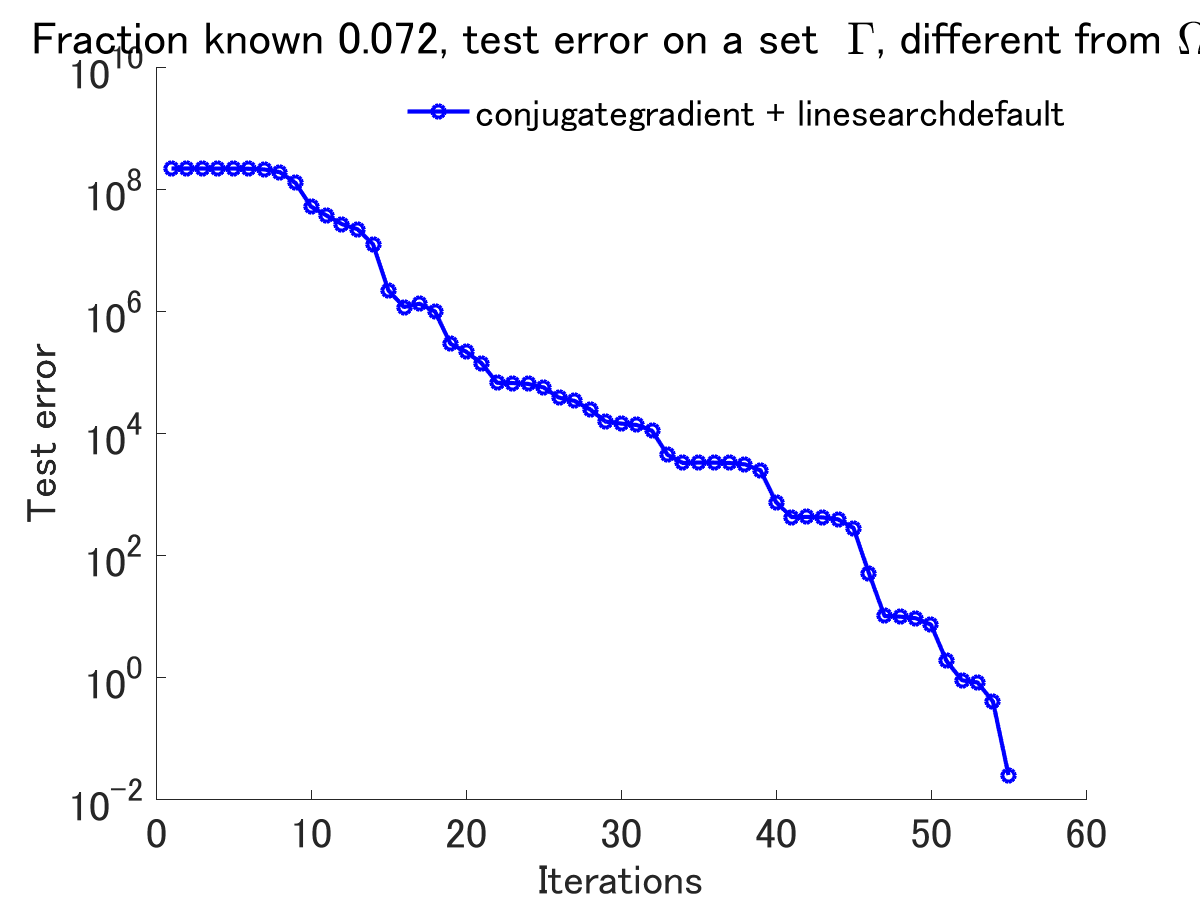 Fraction known 0.072, test error on a set Γ, different from Ω
10^10
conjugategradient + linesearchdefault
10^8
10^6
10^4
10^2
10^0
10^-2
Test error
0 10 20 30 40 50 60
Iterations